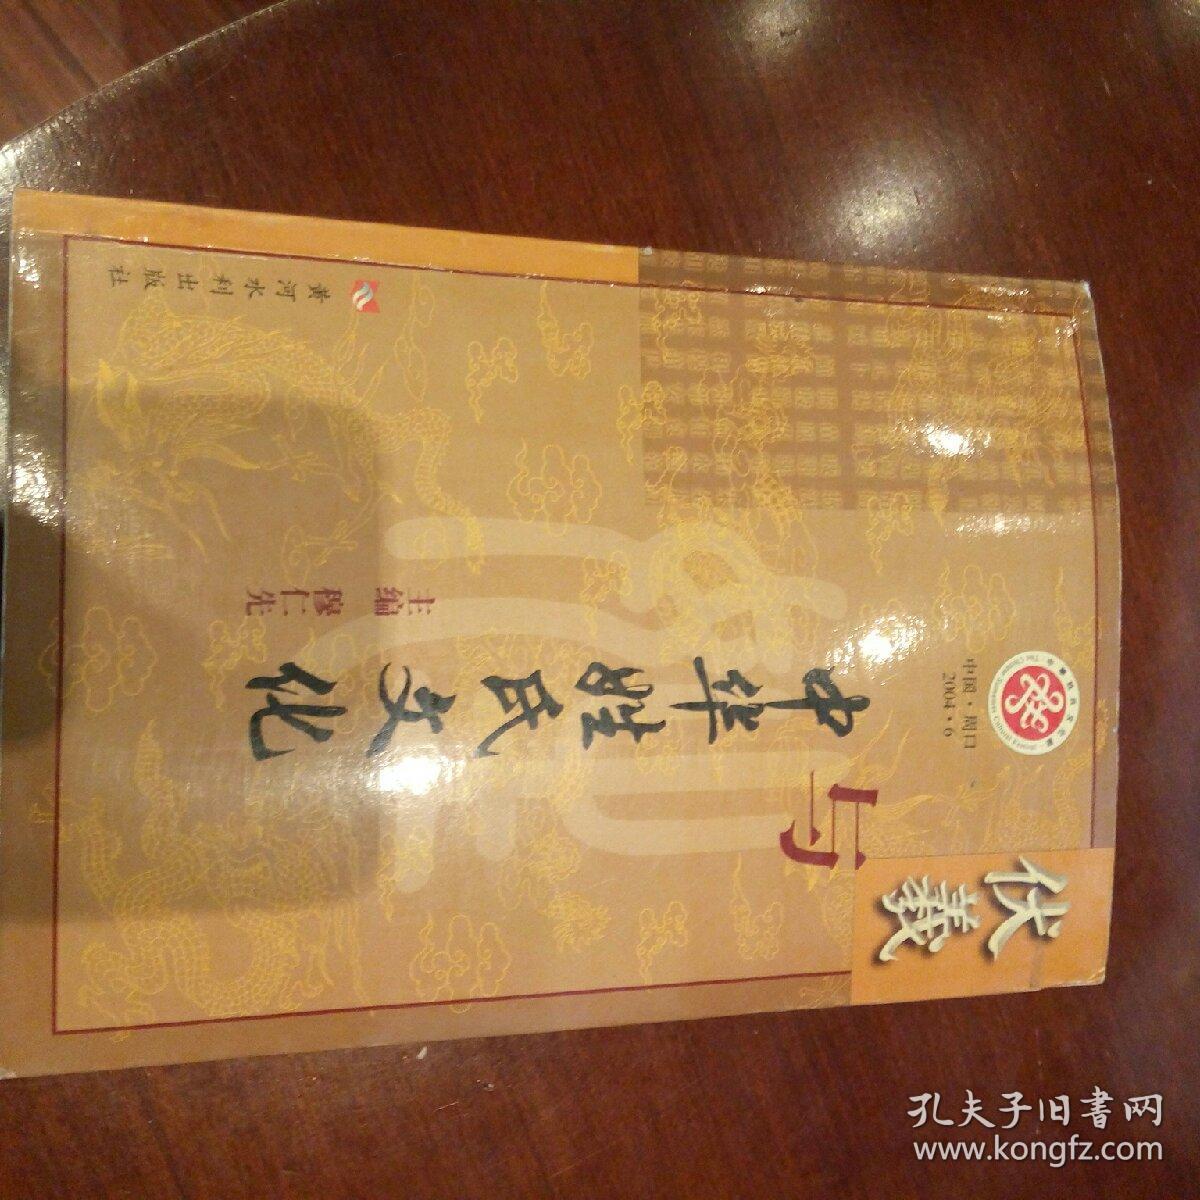 伏羲
与
中华姓氏文化
中国·周口
2004·6
主编 穆仁先
黄河水利出版社
孔夫子旧书网
www.kongfz.com